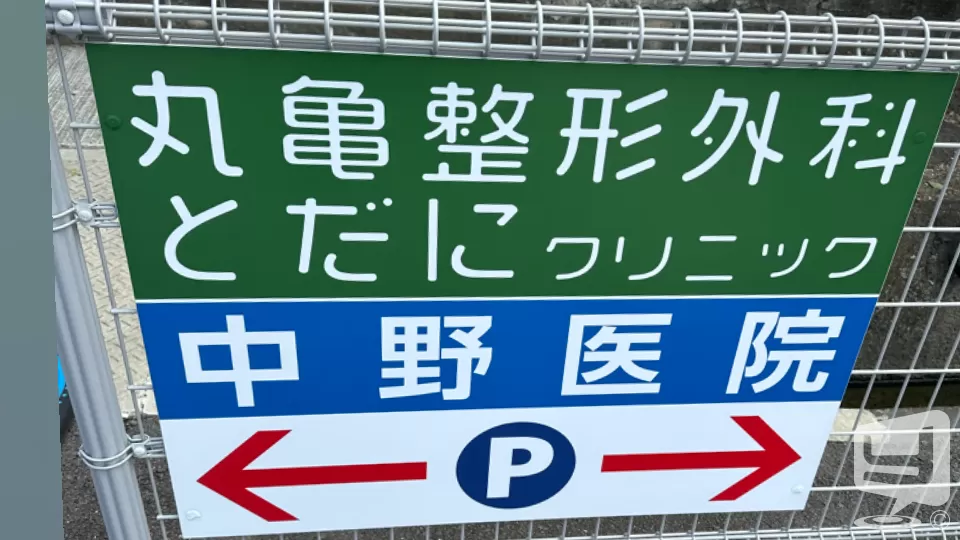 丸亀整形外科
とだにクリニック
中野医院
P